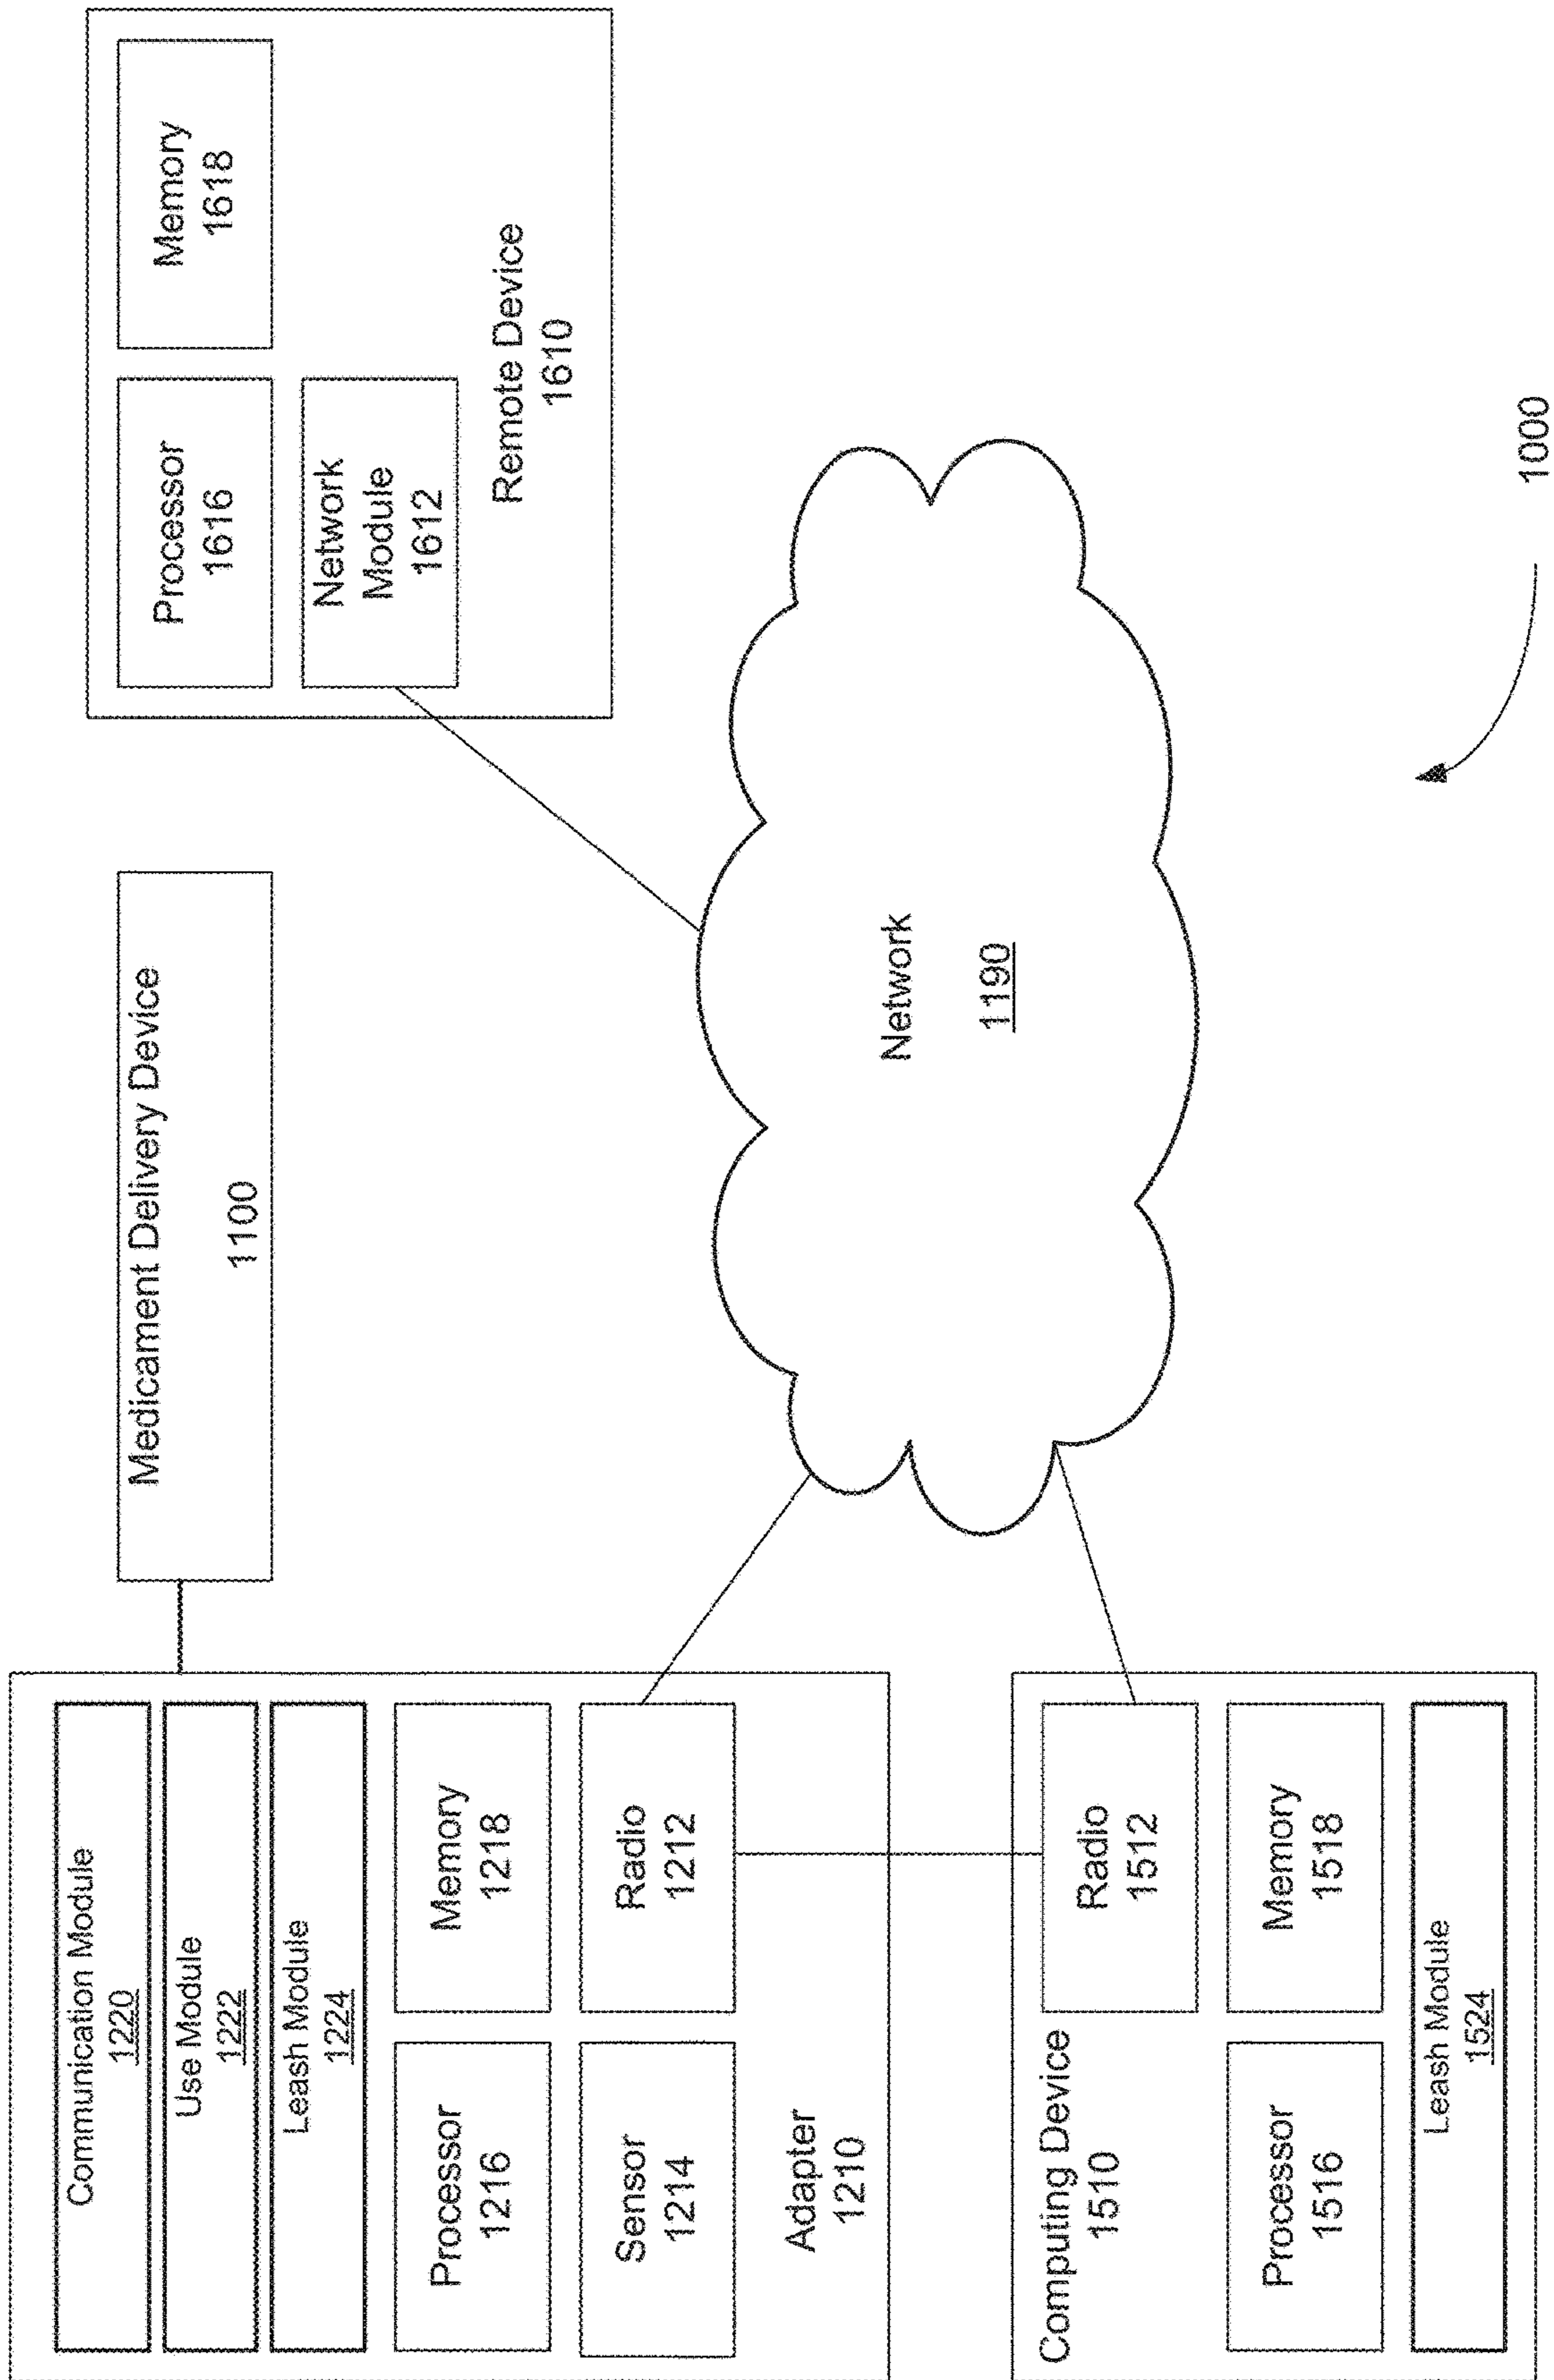 Communication Module
1220
Use Module
1222
Leash Module
1224
Processor
1216
Memory
1218
Sensor
1214
Radio
1212
Adapter
1210
Medicament Delivery Device
1100
Processor
1616
Memory
1618
Network
Module
1612
Remote Device
1610
Network
1190
Computing Device
1510
Radio
1512
Processor
1516
Memory
1518
Leash Module
1524
1000